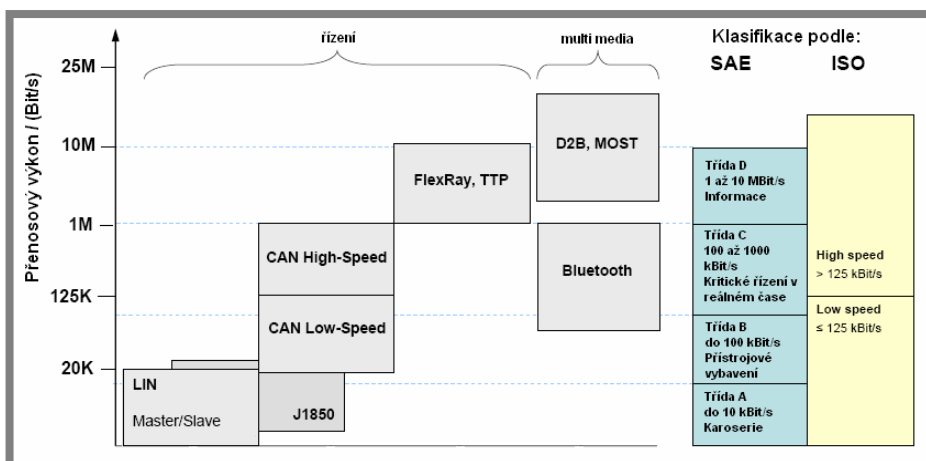 řízení
multi media
Klasifikace podle:
SAE
ISO
Přenosový výkon / (Bit/s)
25M
10M
1M
125K
20K
D2B, MOST
FlexRay, TTP
CAN High-Speed
Bluetooth
CAN Low-Speed
LIN
Master/Slave
J1850
Třída D
1 až 10 MBit/s
Informace
Třída C
100 až 1000
kBit/s
Kritické řízení v
reálném čase
Třída B
do 100 kBit/s
Přístrojové
vybavení
Třída A
do 10 kBit/s
Karoserie
High speed
> 125 kBit/s
Low speed
≤ 125 kBit/s